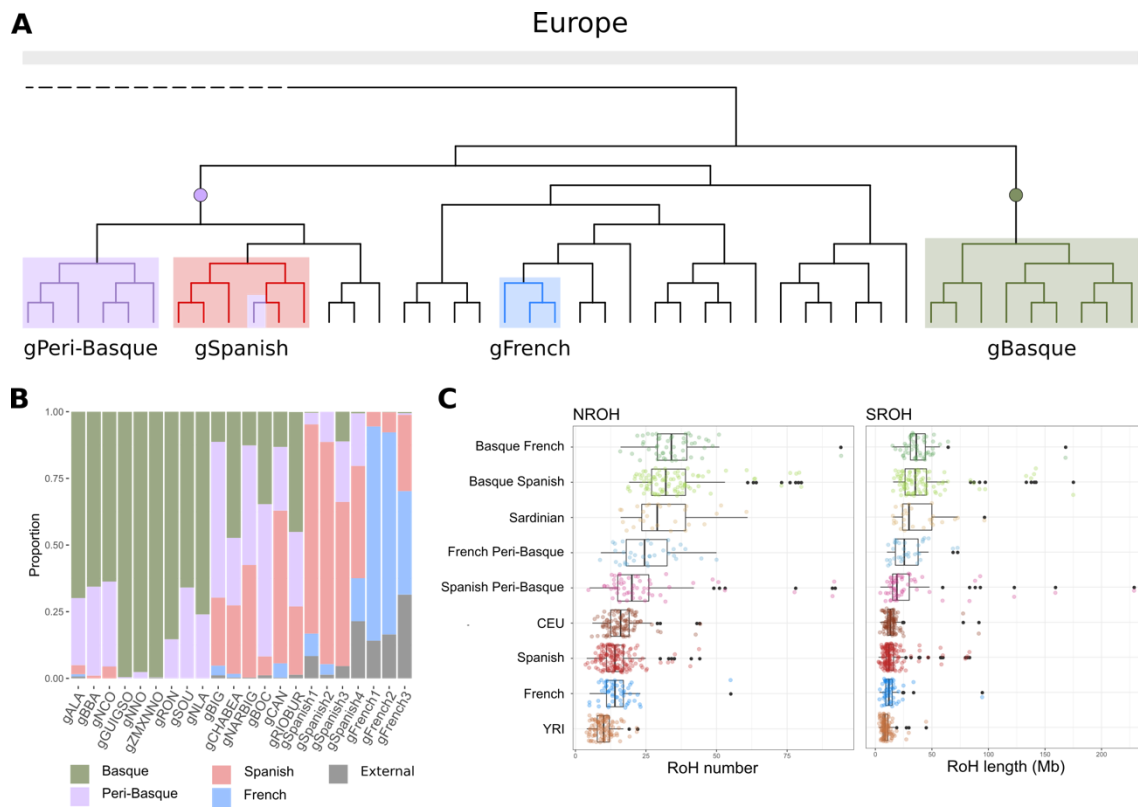 A
Europe
gPeri-Basque
gSpanish
gFrench
gBasque
B
Proportion
1.00
0.75
0.50
0.25
0.00
gALA
gBBA
gNCO
gGUIGSO
gNNO
gZMXNNO
gRON
gSOU
gNLA
gBIG
gCHABEA
gNARBIG
gBOC
gCAN
gRIOBUR
gSpanish1
gSpanish2
gSpanish3
gSpanish4
gFrench1
gFrench2
gFrench3
Basque
Spanish
External
Peri-Basque
French
C
NROH
SROH
Basque French
Basque Spanish
Sardinian
French Peri-Basque
Spanish Peri-Basque
CEU
Spanish
French
YRI
0 25 50 75
0 50 100 150 200
RoH number
RoH length (Mb)